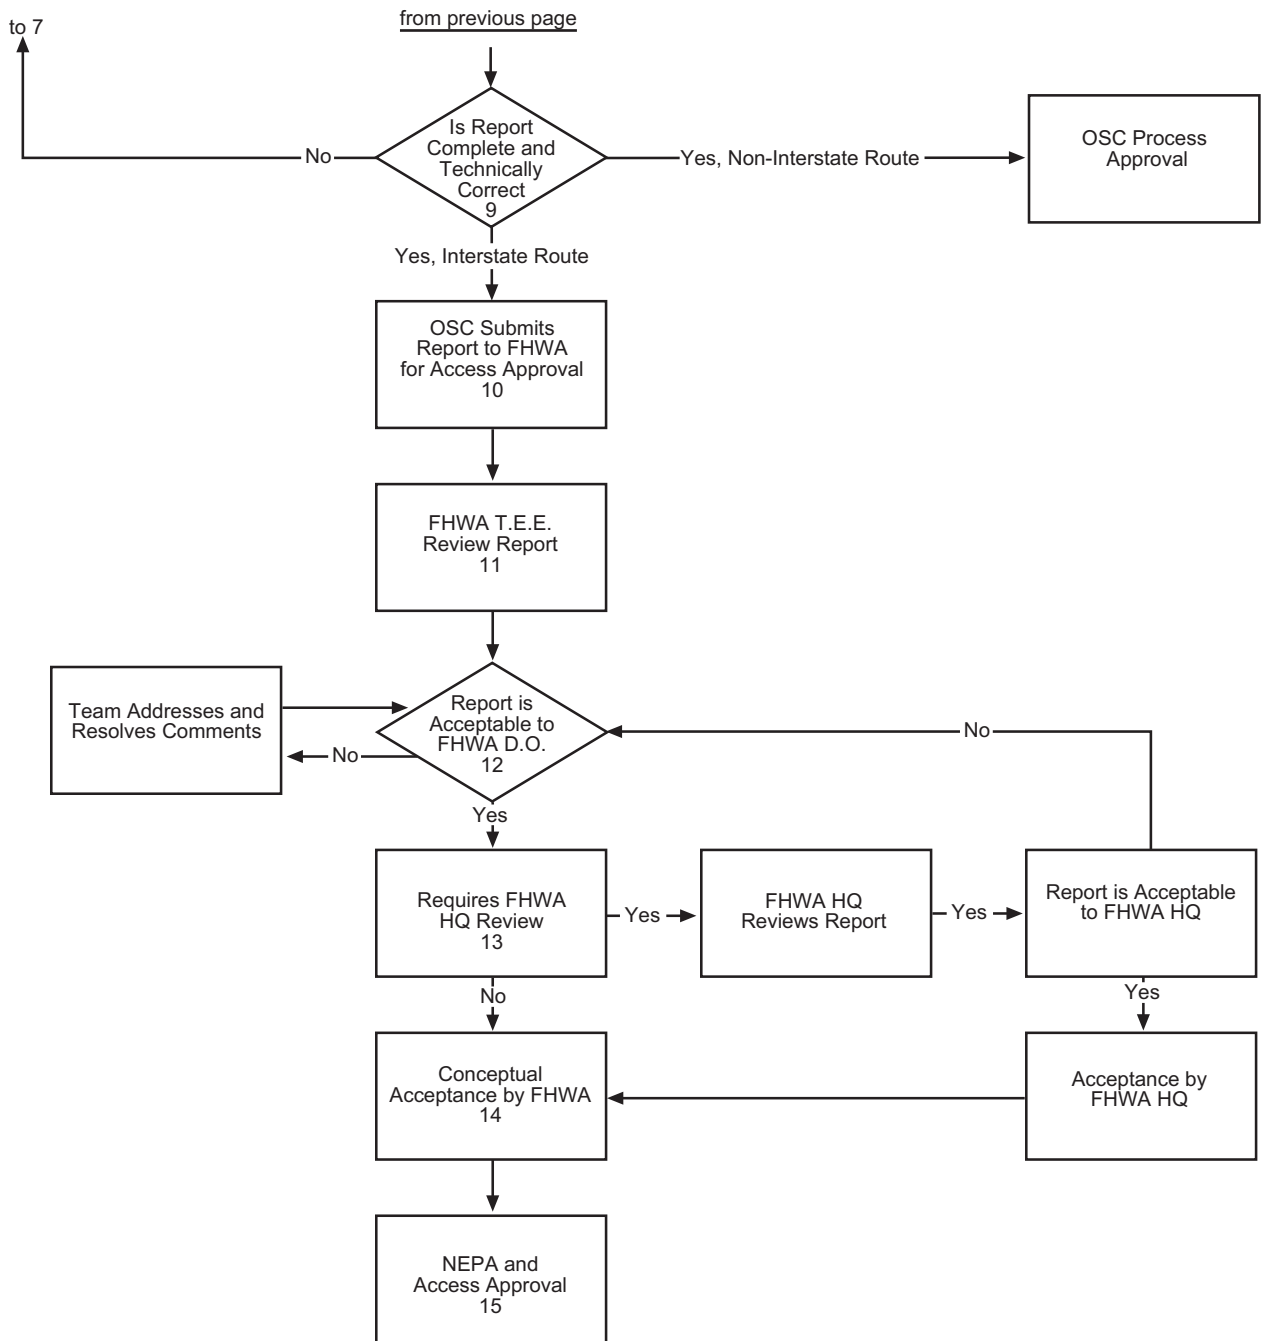 from previous page
to 7
Is Report
Complete and
Technically
Correct
9
No
Yes, Non-Interstate Route
OSC Process
Approval
Yes, Interstate Route
OSC Submits
Report to FHWA
for Access Approval
10
FHWA T.E.E.
Review Report
11
Team Addresses and
Resolves Comments
Report is
Acceptable to
FHWA D.O.
12
No
No
Yes
Requires FHWA
HQ Review
13
Yes
FHWA HQ
Reviews Report
Yes
Report is Acceptable
to FHWA HQ
No
Yes
Conceptual
Acceptance by FHWA
14
Acceptance by
FHWA HQ
NEPA and
Access Approval
15